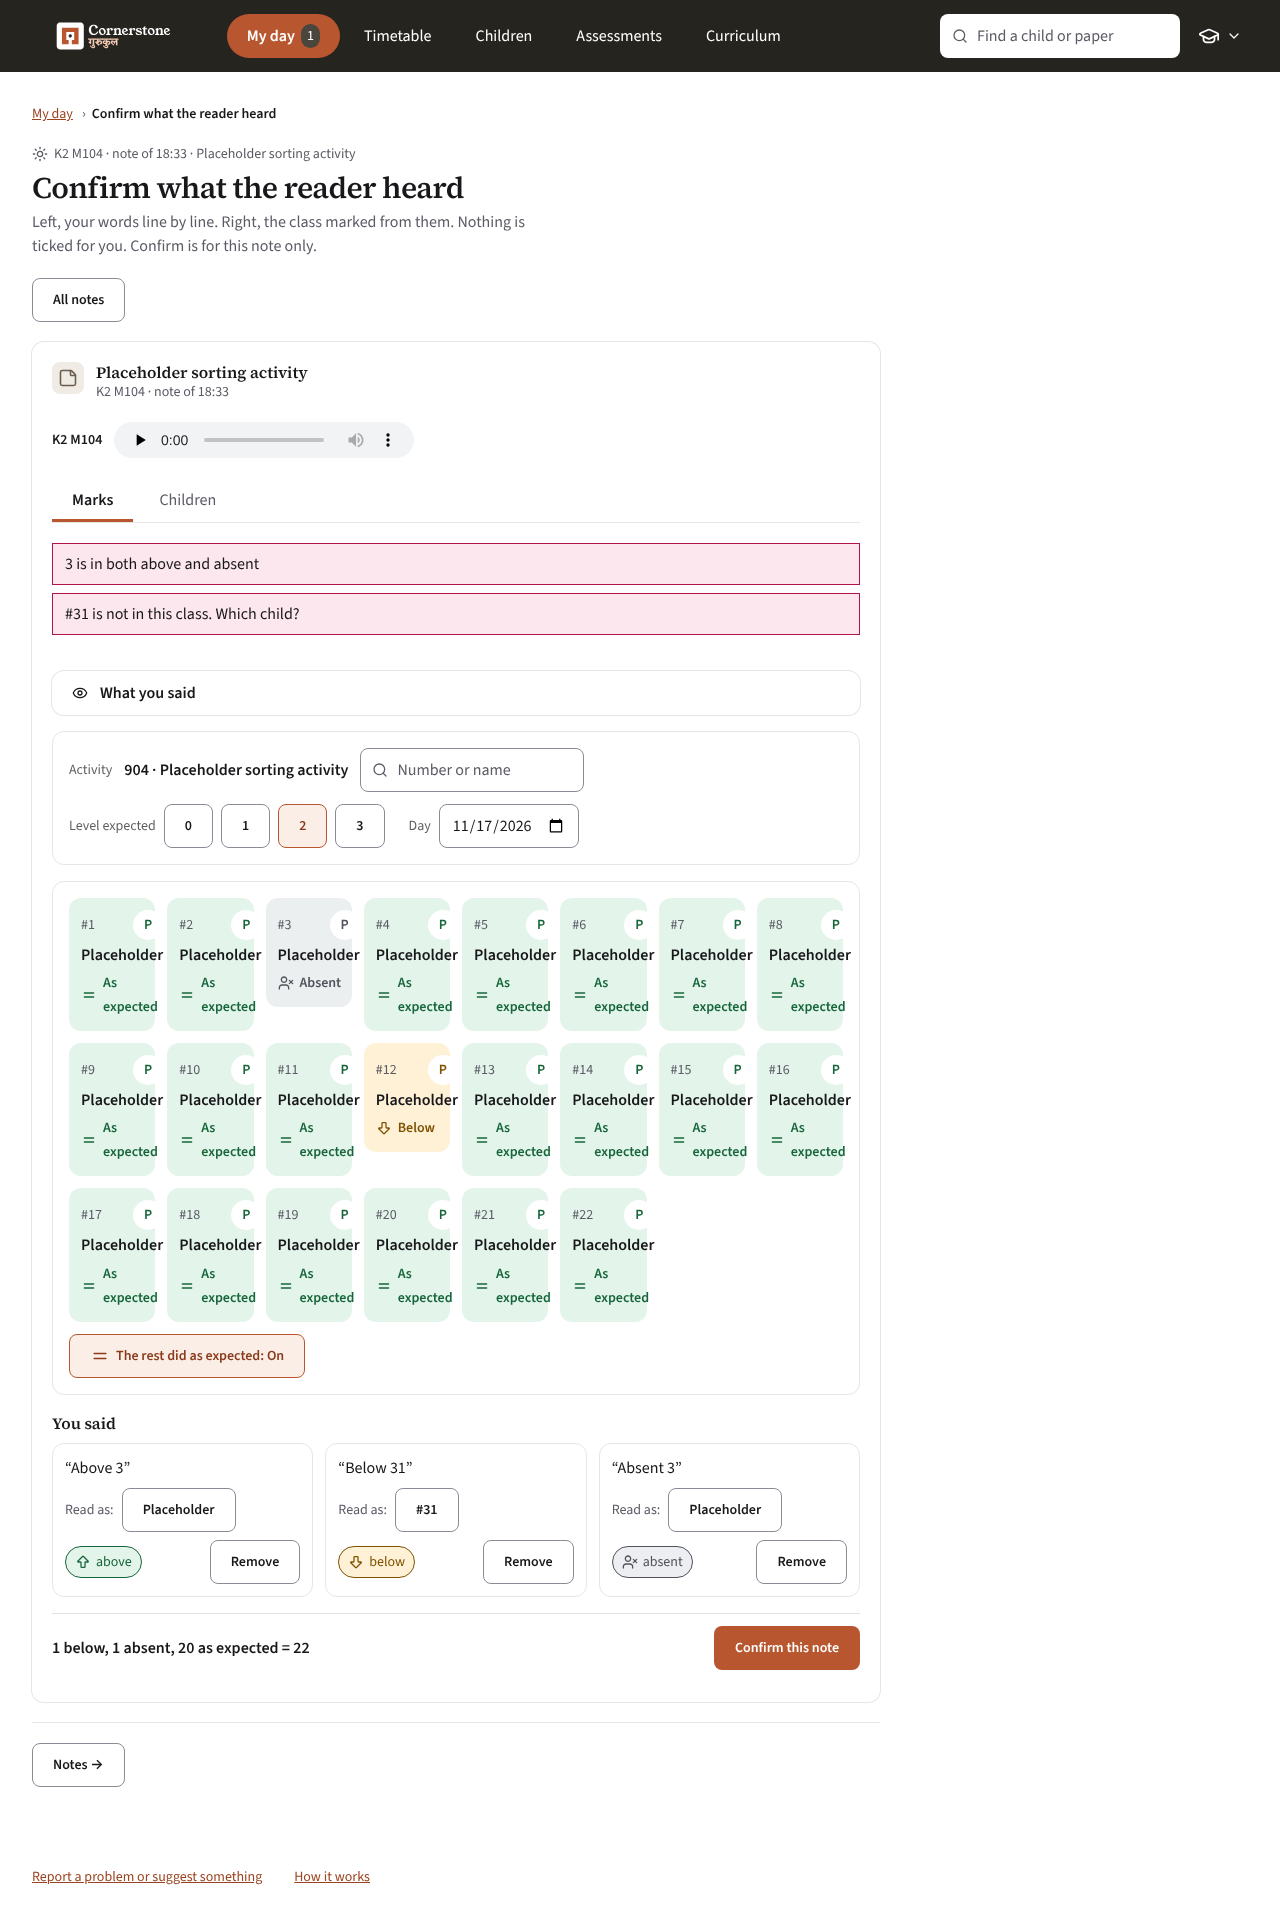 Cornerstone
गुरुकुल
My day 1
Timetable
Children
Assessments
Curriculum
Find a child or paper
My day › Confirm what the reader heard
K2 M104 · note of 18:33 · Placeholder sorting activity
Confirm what the reader heard
Left, your words line by line. Right, the class marked from them. Nothing is
ticked for you. Confirm is for this note only.
All notes
Placeholder sorting activity
K2 M104 · note of 18:33
K2 M104
0:00
Marks
Children
3 is in both above and absent
#31 is not in this class. Which child?
What you said
Activity 904 · Placeholder sorting activity
Number or name
Level expected 0 1 2 3 Day 11/17/2026
#1 P
Placeholder
As
expected
#2 P
Placeholder
As
expected
#3 P
Placeholder
Absent
#4 P
Placeholder
As
expected
#5 P
Placeholder
As
expected
#6 P
Placeholder
As
expected
#7 P
Placeholder
As
expected
#8 P
Placeholder
As
expected
#9 P
Placeholder
As
expected
#10 P
Placeholder
As
expected
#11 P
Placeholder
As
expected
#12 P
Placeholder
Below
#13 P
Placeholder
As
expected
#14 P
Placeholder
As
expected
#15 P
Placeholder
As
expected
#16 P
Placeholder
As
expected
#17 P
Placeholder
As
expected
#18 P
Placeholder
As
expected
#19 P
Placeholder
As
expected
#20 P
Placeholder
As
expected
#21 P
Placeholder
As
expected
#22 P
Placeholder
As
expected
The rest did as expected: On
You said
“Above 3”
Read as: Placeholder
above
Remove
“Below 31”
Read as: #31
below
Remove
“Absent 3”
Read as: Placeholder
absent
Remove
1 below, 1 absent, 20 as expected = 22
Confirm this note
Notes →
Report a problem or suggest something
How it works